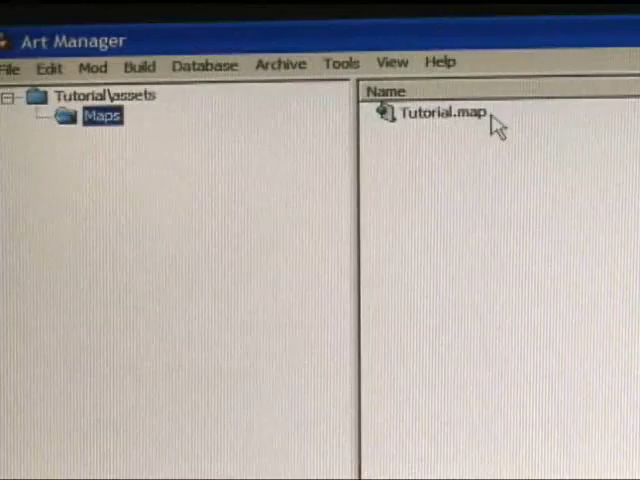 Art Manager
File Edit Mod Build Database Archive Tools View Help
Tutorial\assets
Maps
Name
Tutorial.map